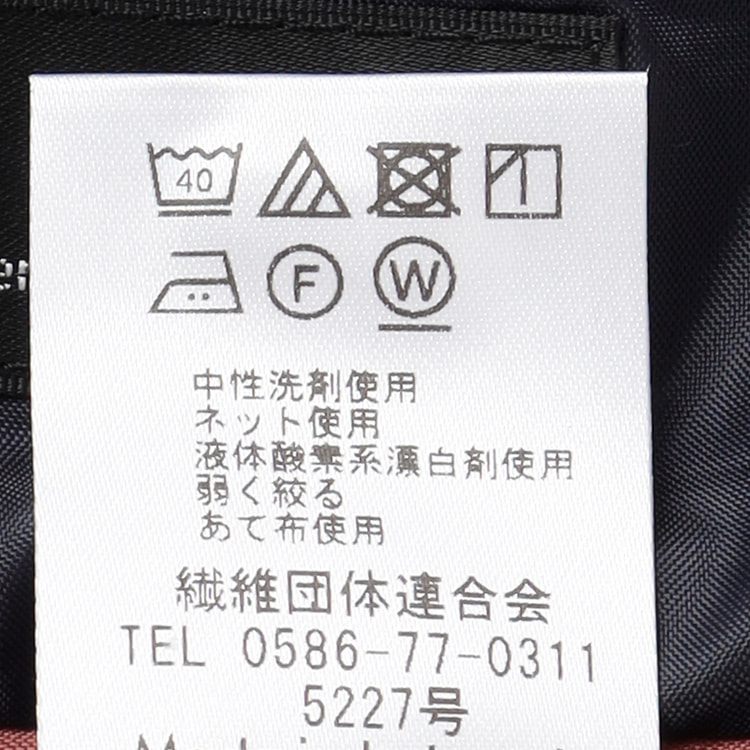 40
F W
中性洗剤使用
ネット使用
液体酸素系漂白剤使用
弱く絞る
あて布使用
繊維団体連合会
TEL 0586-77-0311
5227号